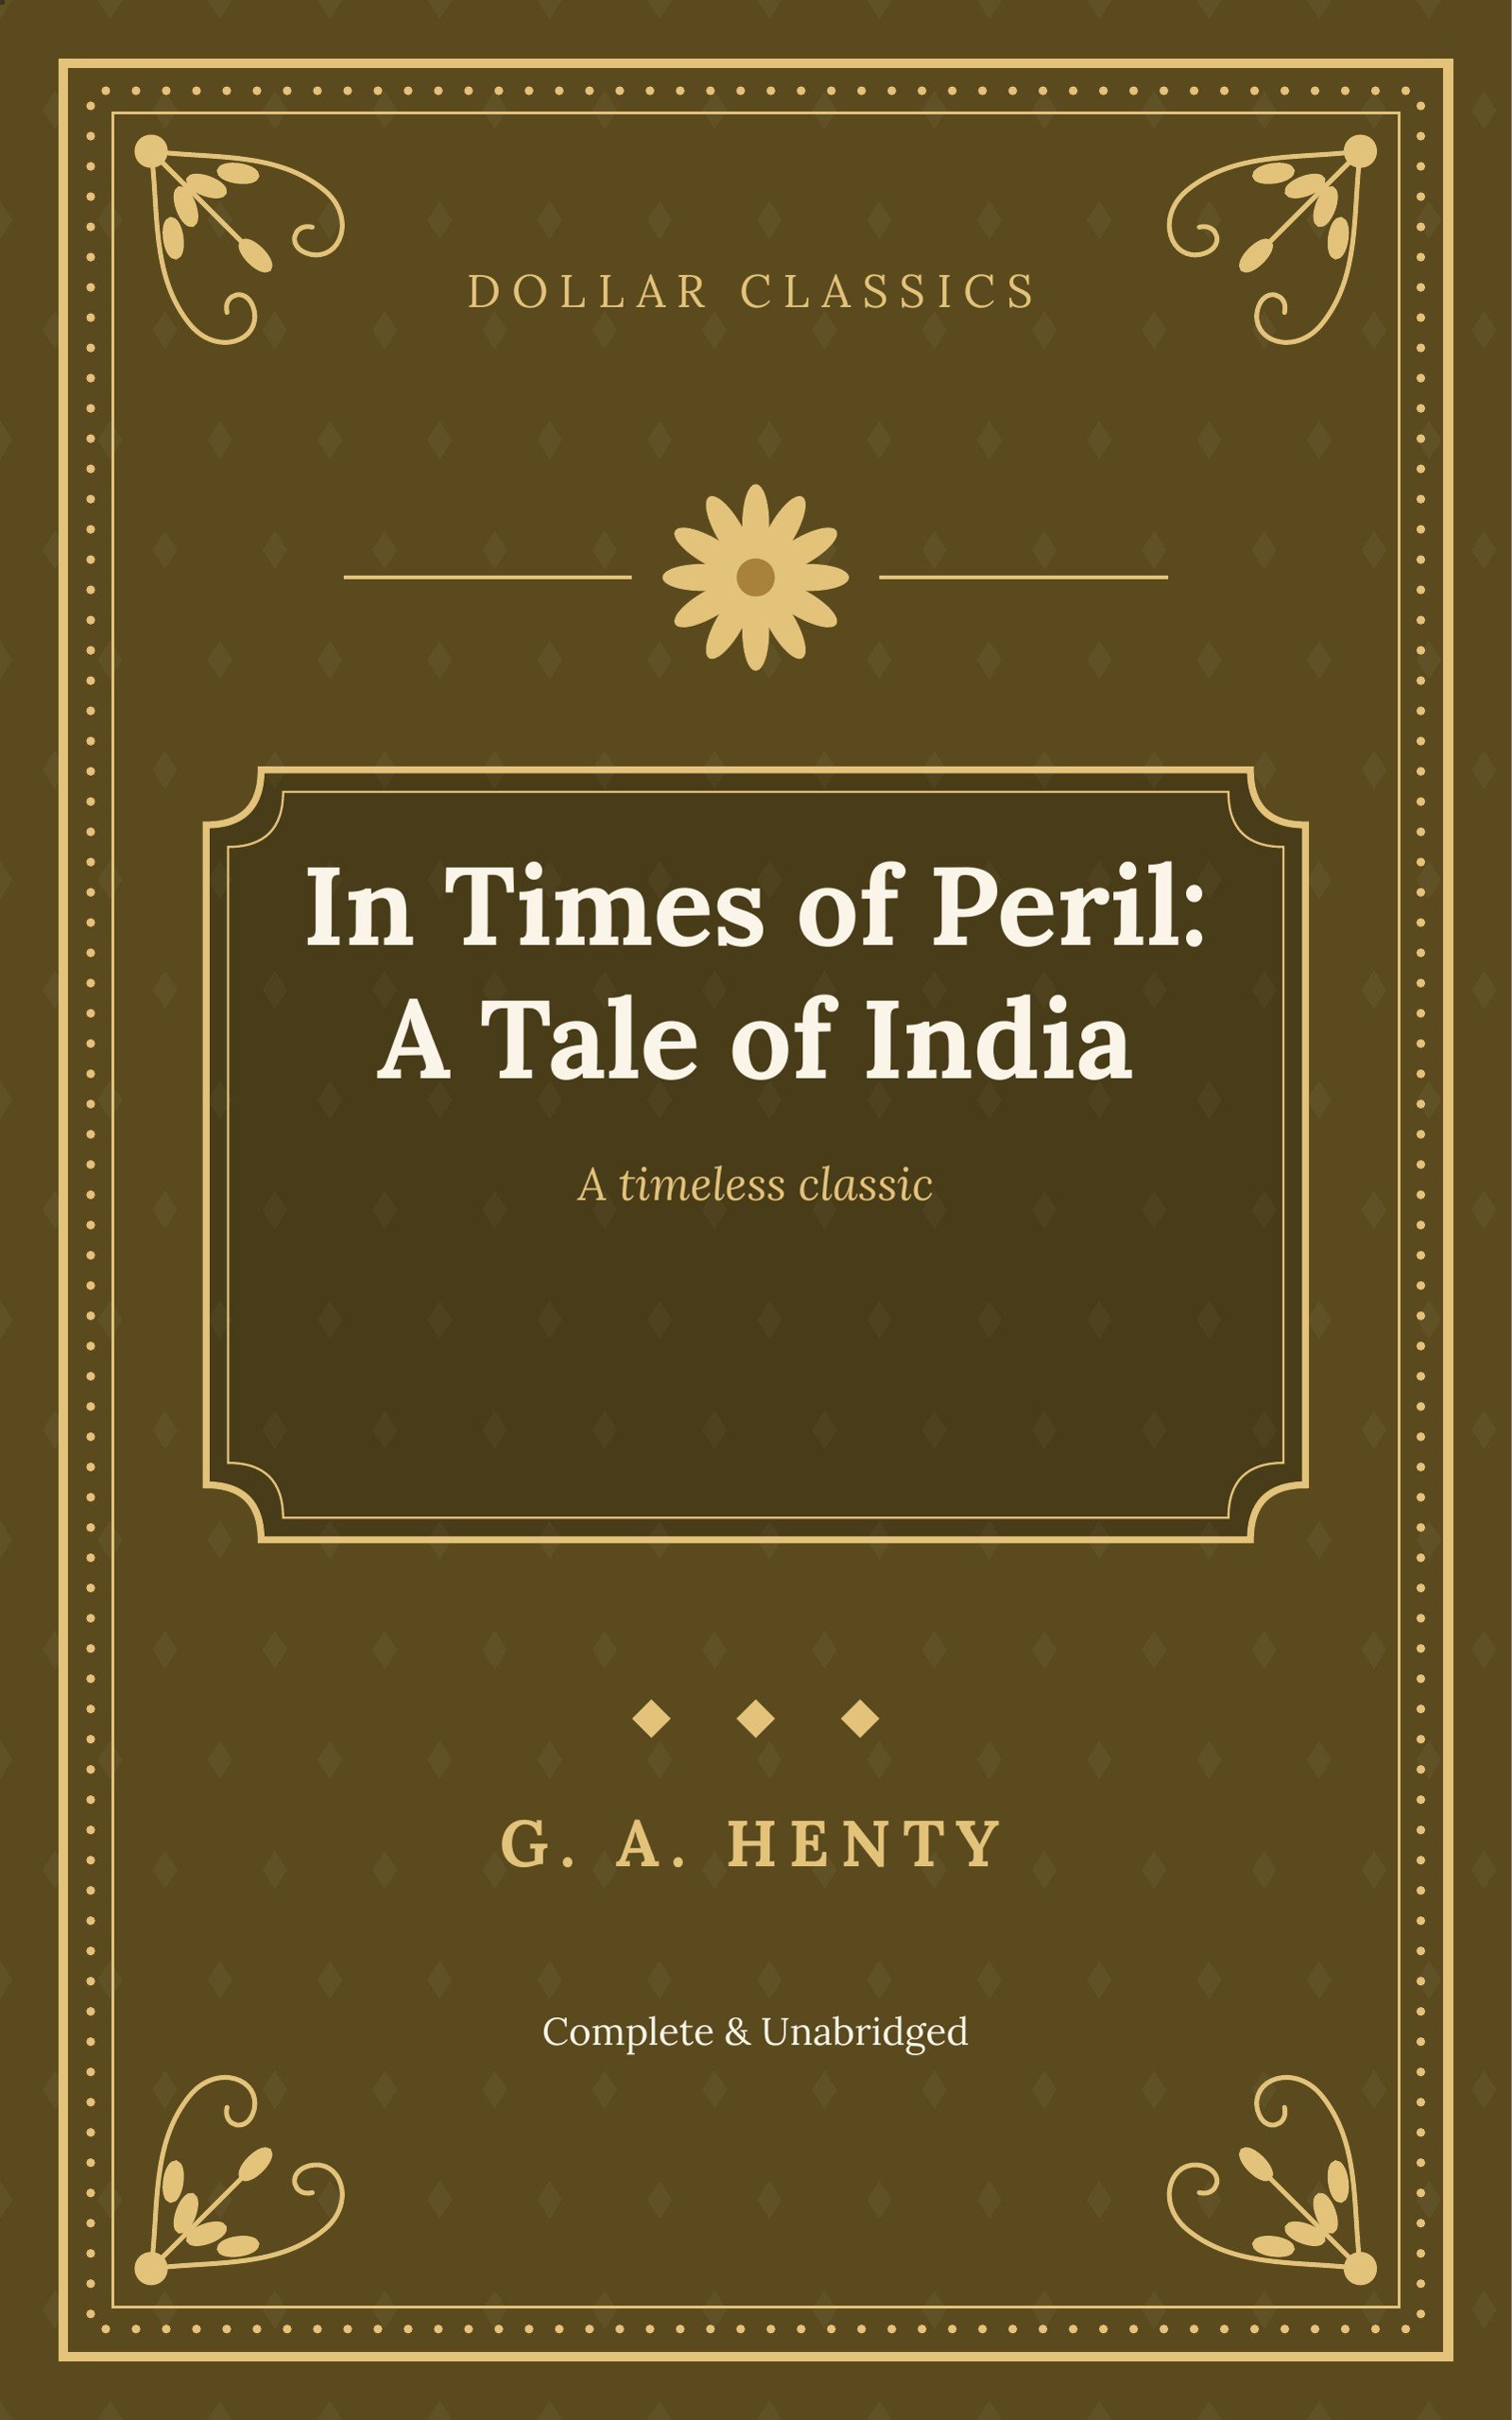 DOLLAR CLASSICS
In Times of Peril:
A Tale of India
A timeless classic
G. A. HENTY
Complete & Unabridged